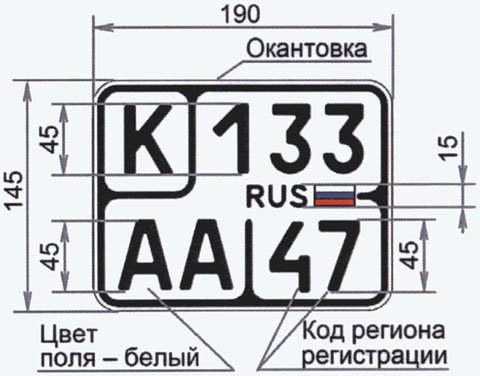 190
Окантовка
145
45
К 133
15
RUS
45
АА 47
45
Цвет
поля – белый
Код региона
регистрации